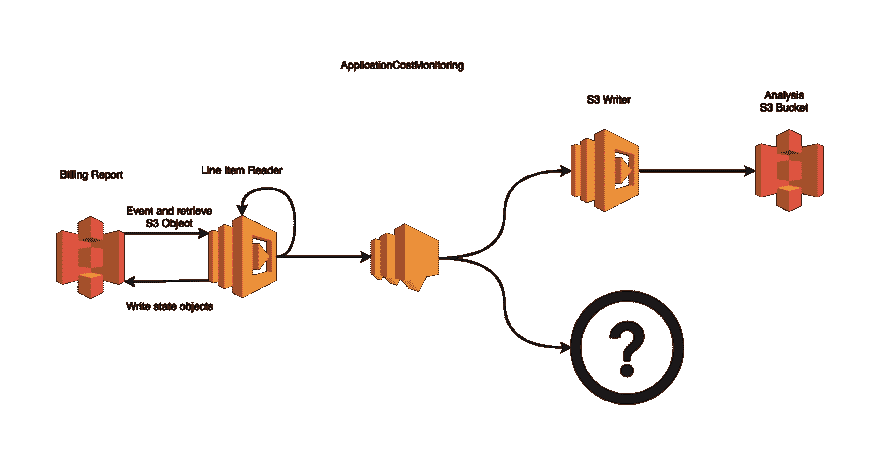 ApplicationCostMonitoring
S3 Writer
Analysis
S3 Bucket
Billing Report
Line Item Reader
Event and retrieve
S3 Object
Write state objects
?